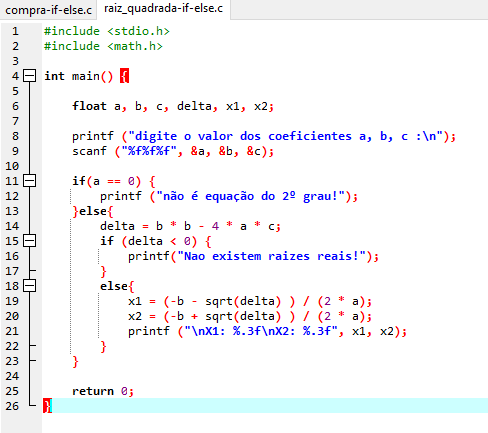 compra-if-else.c raiz_quadrada-if-else.c
1 #include <stdio.h>
2 #include <math.h>
3
4 int main() {
5
6 float a, b, c, delta, x1, x2;
7
8 printf ("digite o valor dos coeficientes a, b, c :\n");
9 scanf ("%f%f%f", &a, &b, &c);
10
11 if(a == 0) {
12 printf ("não é equação do 2º grau!");
13 }else{
14 delta = b * b - 4 * a * c;
15 if (delta < 0) {
16 printf("Nao existem raizes reais!");
17 }
18 else{
19 x1 = (-b - sqrt(delta) ) / (2 * a);
20 x2 = (-b + sqrt(delta) ) / (2 * a);
21 printf ("\nX1: %.3f\nX2: %.3f", x1, x2);
22 }
23 }
24
25 return 0;
26 }